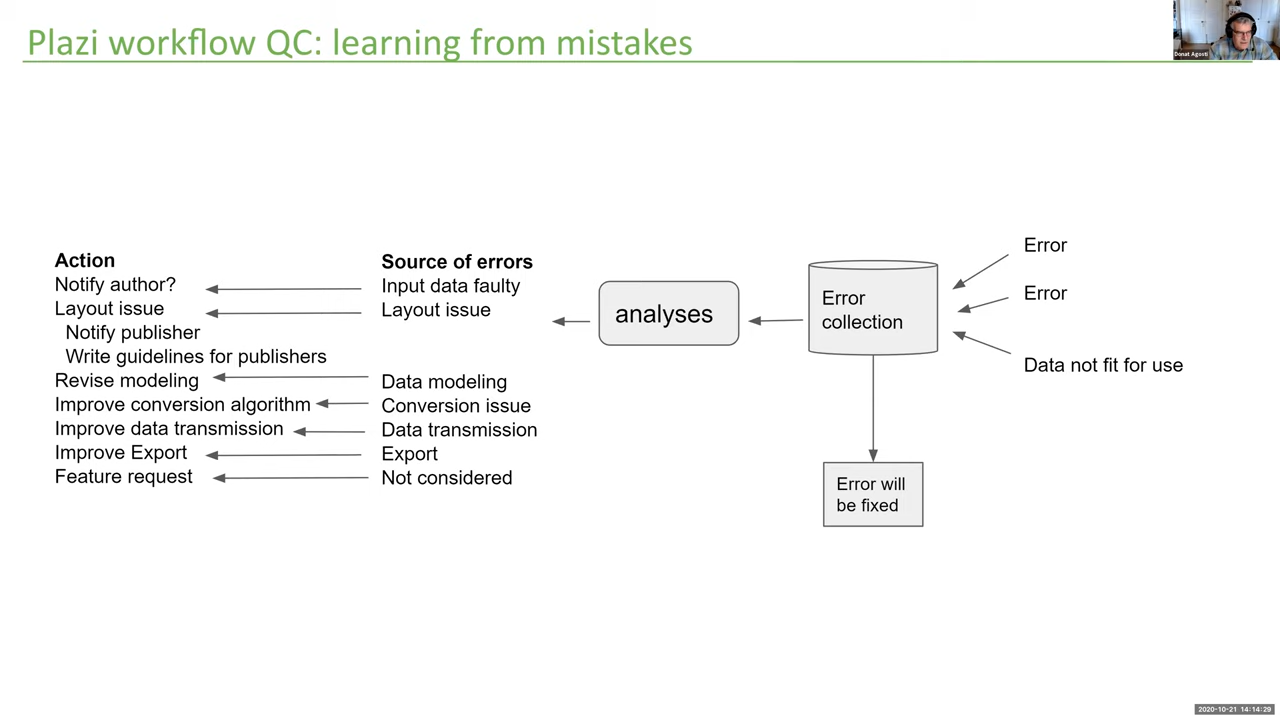 Plazi workflow QC: learning from mistakes
Donat Agosti
Action
Notify author?
Layout issue
Notify publisher
Write guidelines for publishers
Revise modeling
Improve conversion algorithm
Improve data transmission
Improve Export
Feature request
Source of errors
Input data faulty
Layout issue
Data modeling
Conversion issue
Data transmission
Export
Not considered
analyses
Error
collection
Error will
be fixed
Error
Error
Data not fit for use
2020-10-21 14:14:29